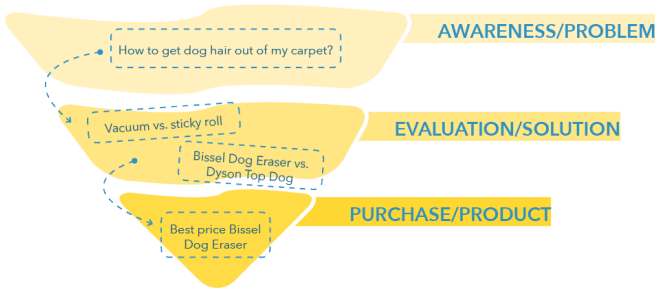 AWARENESS/PROBLEM
How to get dog hair out of my carpet?
EVALUATION/SOLUTION
Vacuum vs. sticky roll
Bissel Dog Eraser vs.
Dyson Top Dog
PURCHASE/PRODUCT
Best price Bissel
Dog Eraser